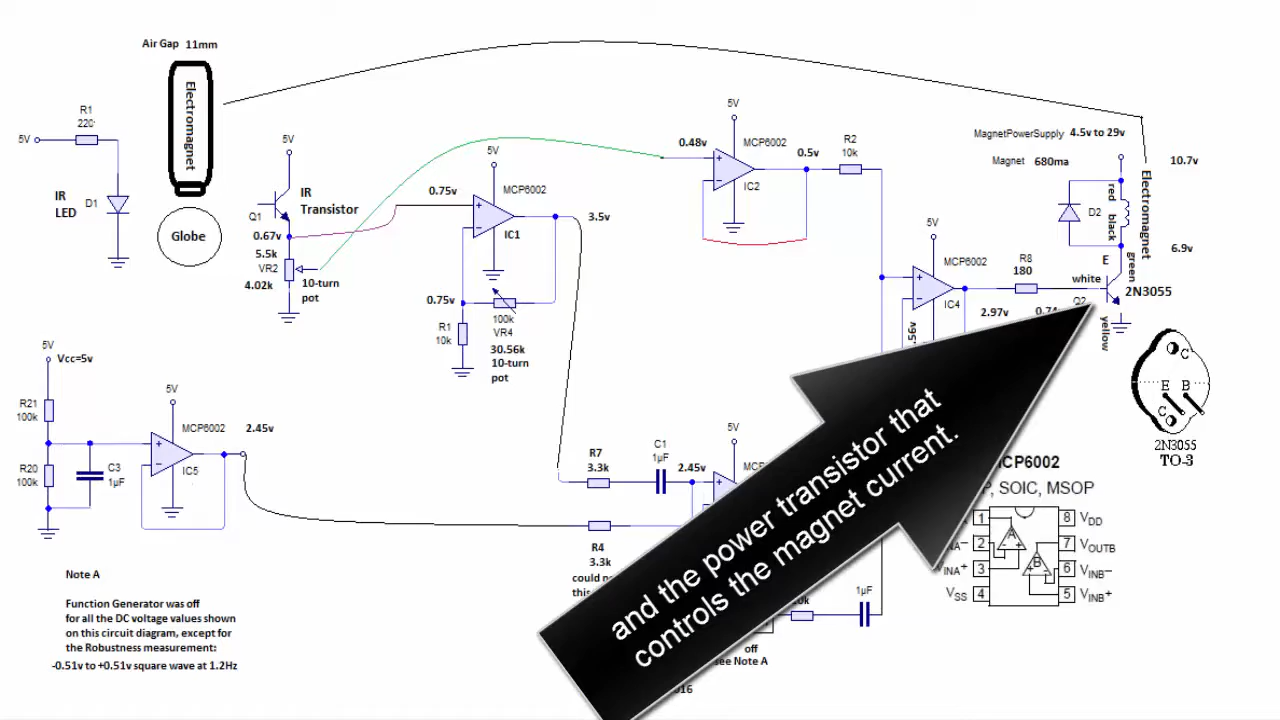 Air Gap 11mm
Electromagnet
Globe
R1
220
5V
IR
LED
D1
5V
IR
Transistor
Q1
0.67v
5.5k
VR2
4.02k
10-turn
pot
0.75v
5V
MCP6002
IC1
3.5v
0.75v
100k
VR4
R1
10k
30.56k
10-turn
pot
5V
0.48v
MCP6002
0.5v
IC2
R2
10k
MagnetPowerSupply 4.5v to 29v
Magnet 680ma
10.7v
Electromagnet
red
black
D2
6.9v
green
E
white
2N3055
Q2
yellow
5V
MCP6002
IC4
R8
180
2.97v
C
E B
C
2N3055
TO-3
5V
Vcc=5v
R21
100k
R20
100k
C3
1µF
5V
MCP6002
IC5
2.45v
R7
3.3k
C1
1µF
2.45v
5V
R4
3.3k
1µF
off
see Note A
and the power transistor that
controls the magnet current.
MCP6002
SOIC, MSOP
1
2
3
4
A
B
8 VDD
7 VOUTB
6 VINB–
5 VINB+
VINA+
VSS
Note A
Function Generator was off
for all the DC voltage values shown
on this circuit diagram, except for
the Robustness measurement:
-0.51v to +0.51v square wave at 1.2Hz